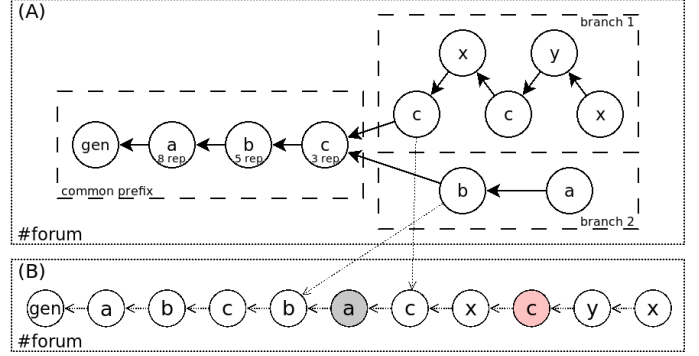 (A)
branch 1
x y
c c x
gen a b c
8 rep 5 rep 3 rep
common prefix
b a
branch 2
#forum
(B)
gen a b c b a c x c y x
#forum